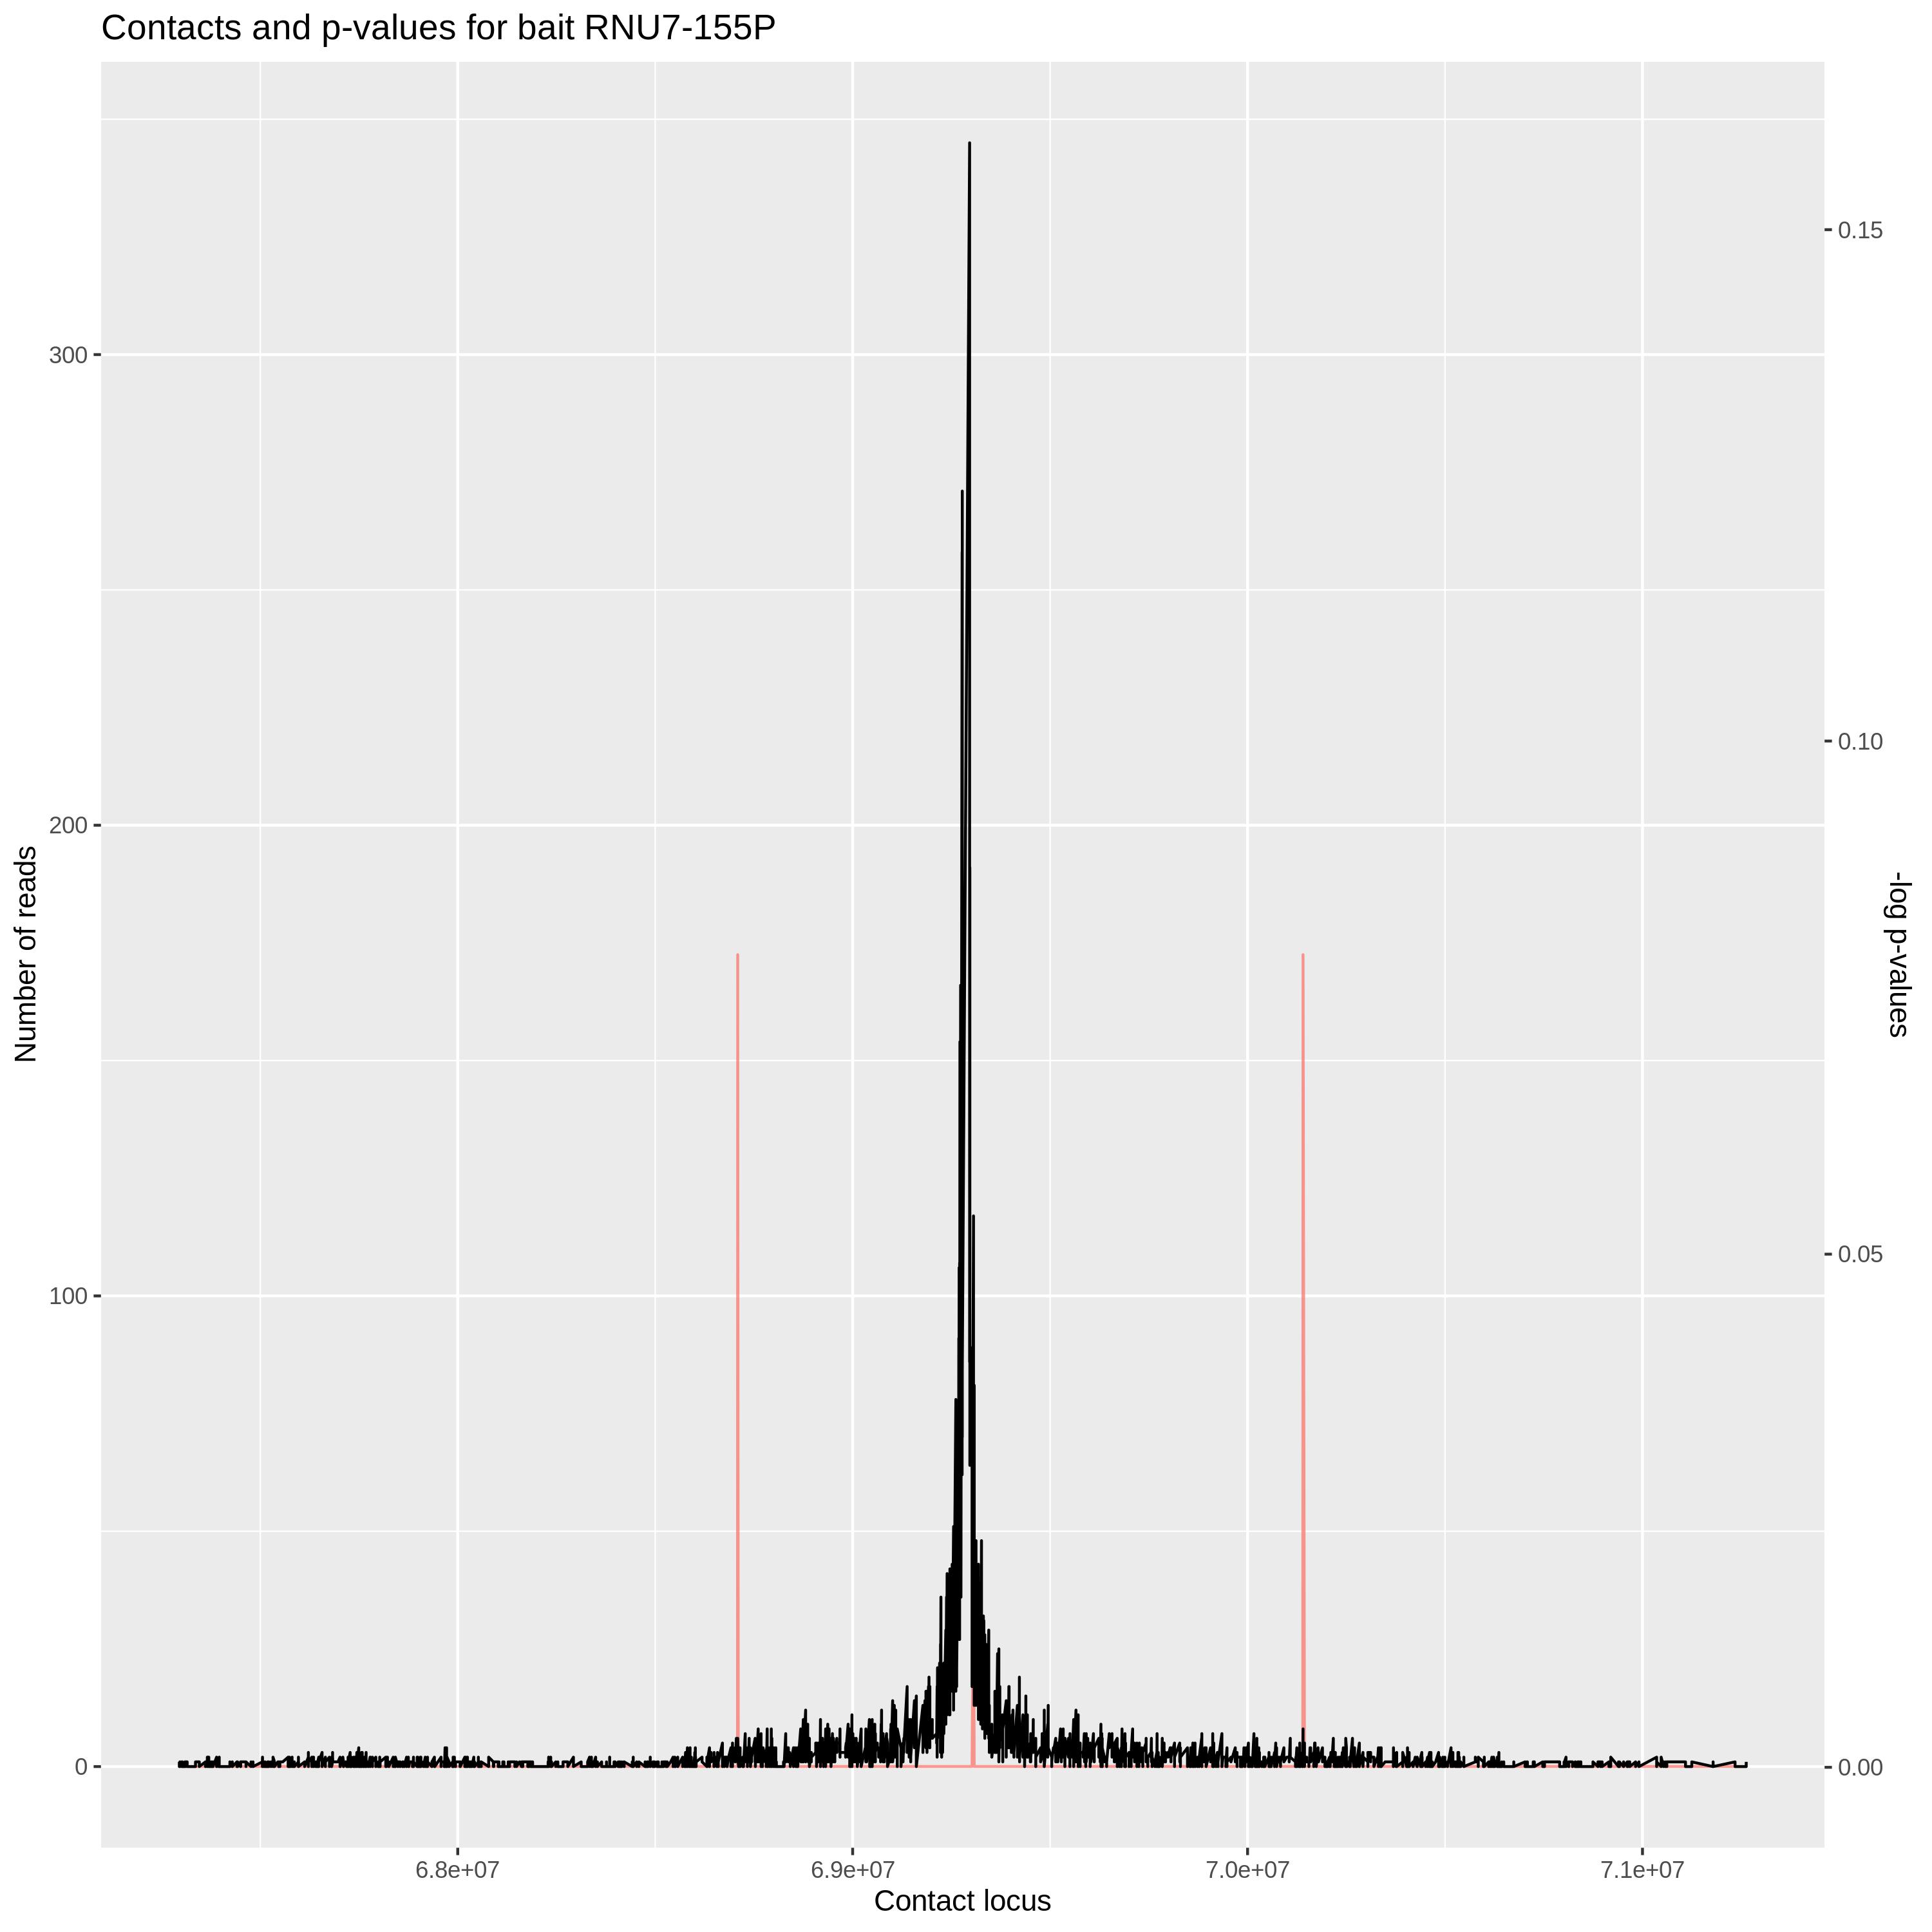 Contacts and p-values for bait RNU7-155P
Number of reads
300
200
100
0
0.15
0.10
0.05
0.00
-log p-values
6.8e+07 6.9e+07 7.0e+07 7.1e+07
Contact locus